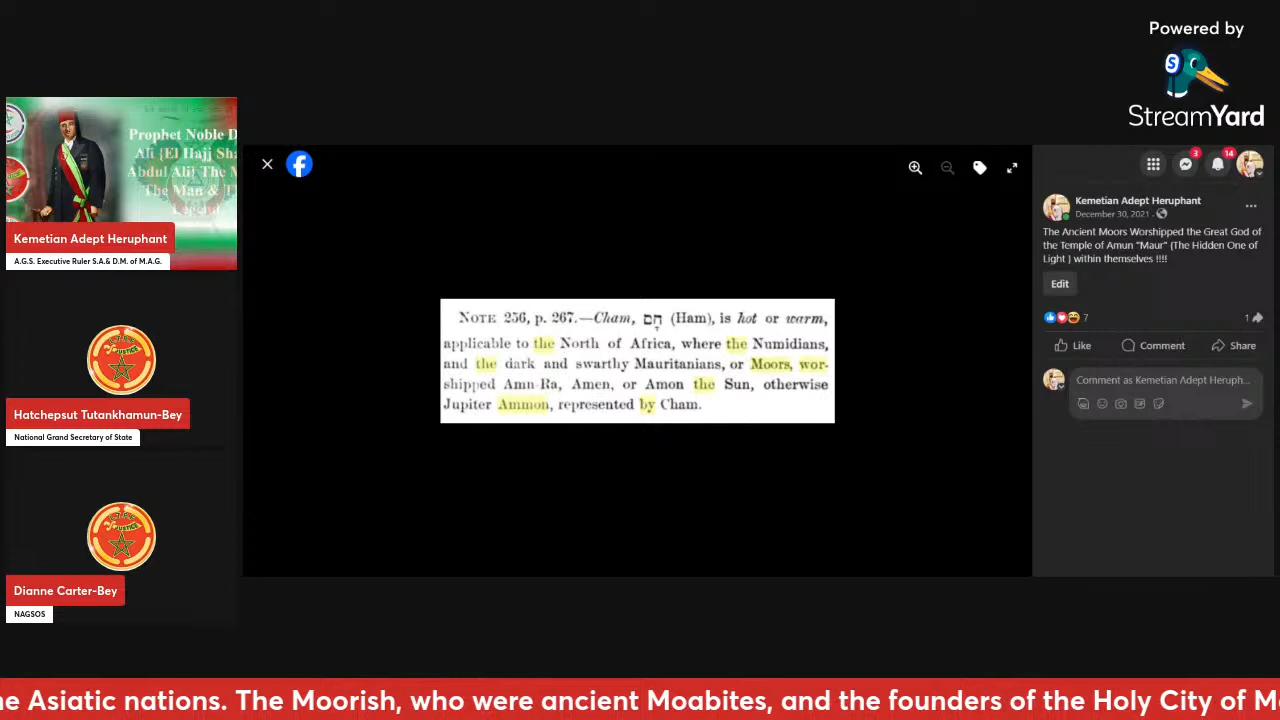 Powered by
StreamYard
Prophet Noble D
Ali {El Hajj Sha
Abdul Ali} The M
The Man & T
Legend
Kemetian Adept Heruphant
A.G.S. Executive Ruler S.A.& D.M. of M.A.G.
JUSTICE
Hatchepsut Tutankhamun-Bey
National Grand Secretary of State
JUSTICE
Dianne Carter-Bey
NAGSOS
NOTE 256, p. 267.—Cham, חָם (Ham), is hot or warm,
applicable to the North of Africa, where the Numidians,
and the dark and swarthy Mauritanians, or Moors, wor-
shipped Amn-Ra, Amen, or Amon the Sun, otherwise
Jupiter Ammon, represented by Cham.
3
14
Kemetian Adept Heruphant
December 30, 2021 ·
The Ancient Moors Worshipped the Great God of
the Temple of Amun "Maur" (The Hidden One of
Light ) within themselves !!!!
Edit
7
1
Like Comment Share
Comment as Kemetian Adept Heruph...
e Asiatic nations. The Moorish, who were ancient Moabites, and the founders of the Holy City of M